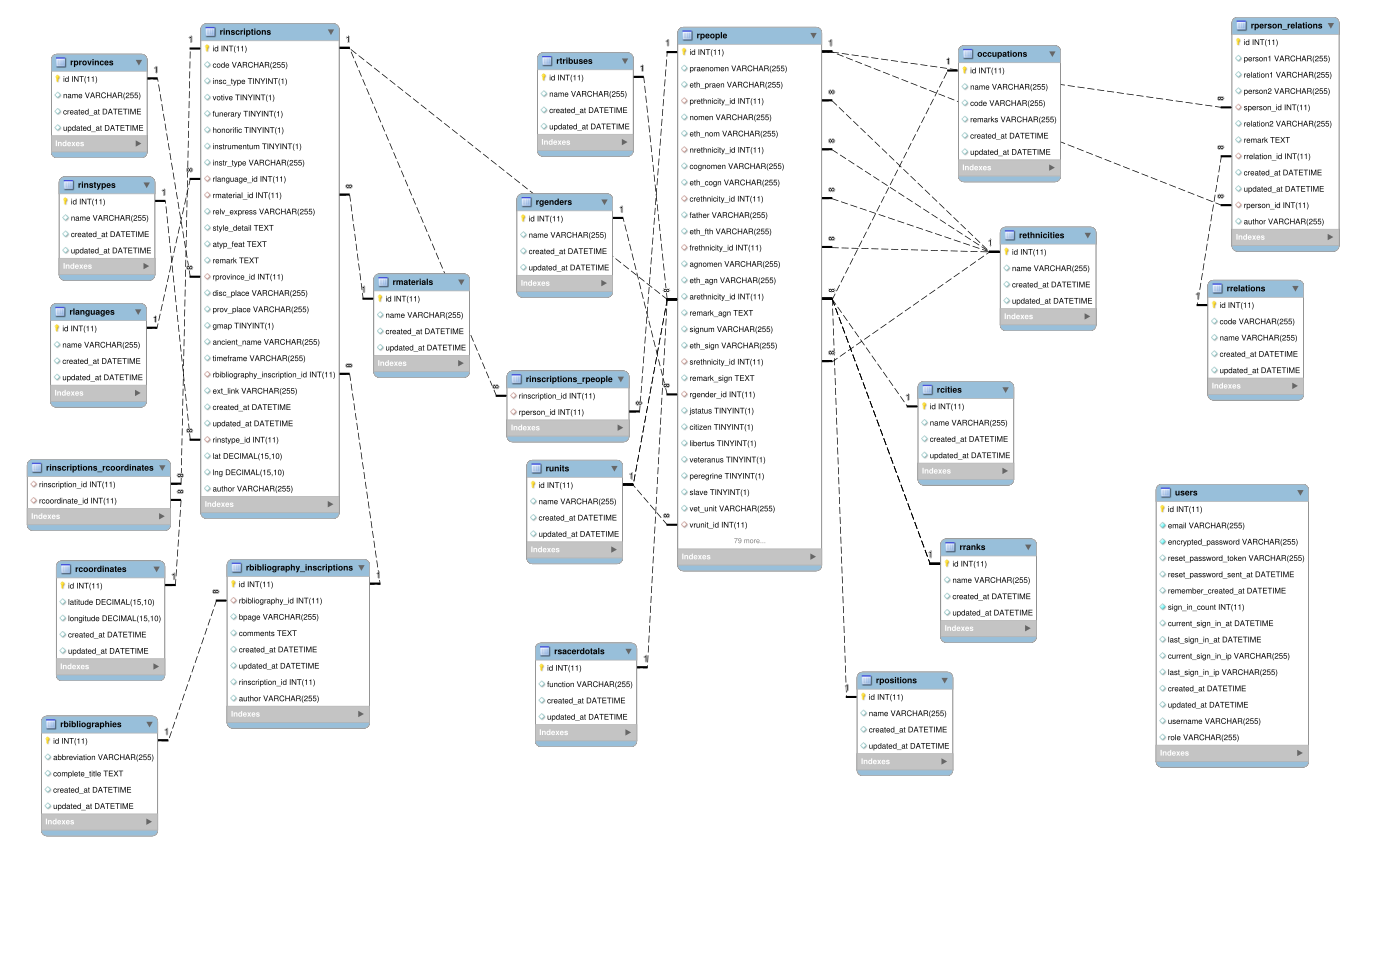 rprovinces
id INT(11)
name VARCHAR(255)
created_at DATETIME
updated_at DATETIME
Indexes
rinstypes
id INT(11)
name VARCHAR(255)
created_at DATETIME
updated_at DATETIME
Indexes
rlanguages
id INT(11)
name VARCHAR(255)
created_at DATETIME
updated_at DATETIME
Indexes
rinscriptions_rcoordinates
rinscription_id INT(11)
rcoordinate_id INT(11)
Indexes
rcoordinates
id INT(11)
latitude DECIMAL(15,10)
longitude DECIMAL(15,10)
created_at DATETIME
updated_at DATETIME
Indexes
rbibliographies
id INT(11)
abbreviation VARCHAR(255)
complete_title TEXT
created_at DATETIME
updated_at DATETIME
Indexes
rinscriptions
id INT(11)
code VARCHAR(255)
insc_type TINYINT(1)
votive TINYINT(1)
funerary TINYINT(1)
honorific TINYINT(1)
instrumentum TINYINT(1)
instr_type VARCHAR(255)
rlanguage_id INT(11)
rmaterial_id INT(11)
relv_express VARCHAR(255)
style_detail TEXT
atyp_feat TEXT
remark TEXT
rprovince_id INT(11)
disc_place VARCHAR(255)
prov_place VARCHAR(255)
gmap TINYINT(1)
ancient_name VARCHAR(255)
timeframe VARCHAR(255)
rbibliography_inscription_id INT(11)
ext_link VARCHAR(255)
created_at DATETIME
updated_at DATETIME
rinstype_id INT(11)
lat DECIMAL(15,10)
lng DECIMAL(15,10)
author VARCHAR(255)
Indexes
rbibliography_inscriptions
id INT(11)
rbibliography_id INT(11)
bpage VARCHAR(255)
comments TEXT
created_at DATETIME
updated_at DATETIME
rinscription_id INT(11)
author VARCHAR(255)
Indexes
rmaterials
id INT(11)
name VARCHAR(255)
created_at DATETIME
updated_at DATETIME
Indexes
rtribuses
id INT(11)
name VARCHAR(255)
created_at DATETIME
updated_at DATETIME
Indexes
rgenders
id INT(11)
name VARCHAR(255)
created_at DATETIME
updated_at DATETIME
Indexes
rinscriptions_rpeople
rinscription_id INT(11)
rperson_id INT(11)
Indexes
runits
id INT(11)
name VARCHAR(255)
created_at DATETIME
updated_at DATETIME
Indexes
rsacerdotals
id INT(11)
function VARCHAR(255)
created_at DATETIME
updated_at DATETIME
Indexes
rpeople
id INT(11)
praenomen VARCHAR(255)
eth_praen VARCHAR(255)
prethnicity_id INT(11)
nomen VARCHAR(255)
eth_nom VARCHAR(255)
nrethnicity_id INT(11)
cognomen VARCHAR(255)
eth_cogn VARCHAR(255)
crethnicity_id INT(11)
father VARCHAR(255)
eth_fth VARCHAR(255)
frethnicity_id INT(11)
agnomen VARCHAR(255)
eth_agn VARCHAR(255)
arethnicity_id INT(11)
remark_agn TEXT
signum VARCHAR(255)
eth_sign VARCHAR(255)
srethnicity_id INT(11)
remark_sign TEXT
rgender_id INT(11)
jstatus TINYINT(1)
citizen TINYINT(1)
libertus TINYINT(1)
veteranus TINYINT(1)
peregrine TINYINT(1)
slave TINYINT(1)
vet_unit VARCHAR(255)
vrunit_id INT(11)
79 more...
Indexes
occupations
id INT(11)
name VARCHAR(255)
code VARCHAR(255)
remarks VARCHAR(255)
created_at DATETIME
updated_at DATETIME
Indexes
rethnicities
id INT(11)
name VARCHAR(255)
created_at DATETIME
updated_at DATETIME
Indexes
rcities
id INT(11)
name VARCHAR(255)
created_at DATETIME
updated_at DATETIME
Indexes
rranks
id INT(11)
name VARCHAR(255)
created_at DATETIME
updated_at DATETIME
Indexes
rpositions
id INT(11)
name VARCHAR(255)
created_at DATETIME
updated_at DATETIME
Indexes
rperson_relations
id INT(11)
person1 VARCHAR(255)
relation1 VARCHAR(255)
person2 VARCHAR(255)
sperson_id INT(11)
relation2 VARCHAR(255)
remark TEXT
rrelation_id INT(11)
created_at DATETIME
updated_at DATETIME
rperson_id INT(11)
author VARCHAR(255)
Indexes
rrelations
id INT(11)
code VARCHAR(255)
name VARCHAR(255)
created_at DATETIME
updated_at DATETIME
Indexes
users
id INT(11)
email VARCHAR(255)
encrypted_password VARCHAR(255)
reset_password_token VARCHAR(255)
reset_password_sent_at DATETIME
remember_created_at DATETIME
sign_in_count INT(11)
current_sign_in_at DATETIME
last_sign_in_at DATETIME
current_sign_in_ip VARCHAR(255)
last_sign_in_ip VARCHAR(255)
created_at DATETIME
updated_at DATETIME
username VARCHAR(255)
role VARCHAR(255)
Indexes